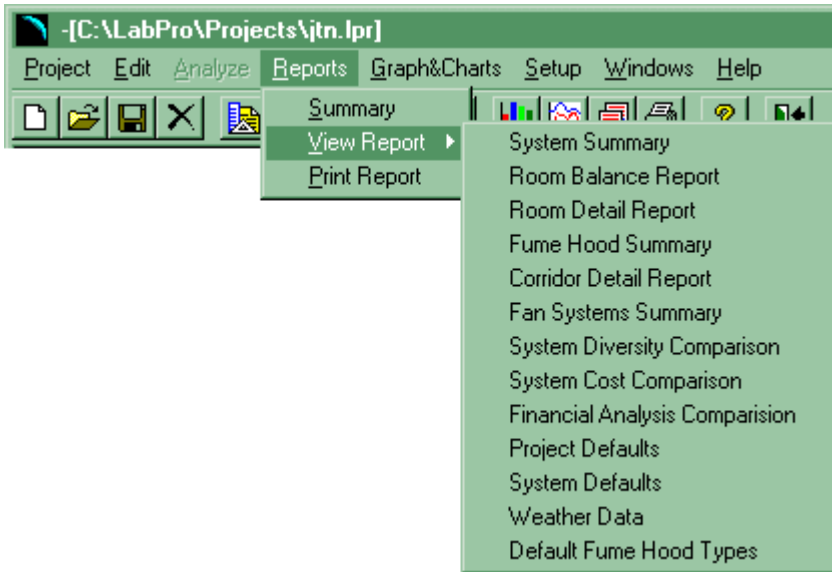 -[C:\LabPro\Projects\jtn.lpr]
Project Edit Analyze Reports Graph&Charts Setup Windows Help
Summary
View Report
Print Report
System Summary
Room Balance Report
Room Detail Report
Fume Hood Summary
Corridor Detail Report
Fan Systems Summary
System Diversity Comparison
System Cost Comparison
Financial Analysis Comparision
Project Defaults
System Defaults
Weather Data
Default Fume Hood Types